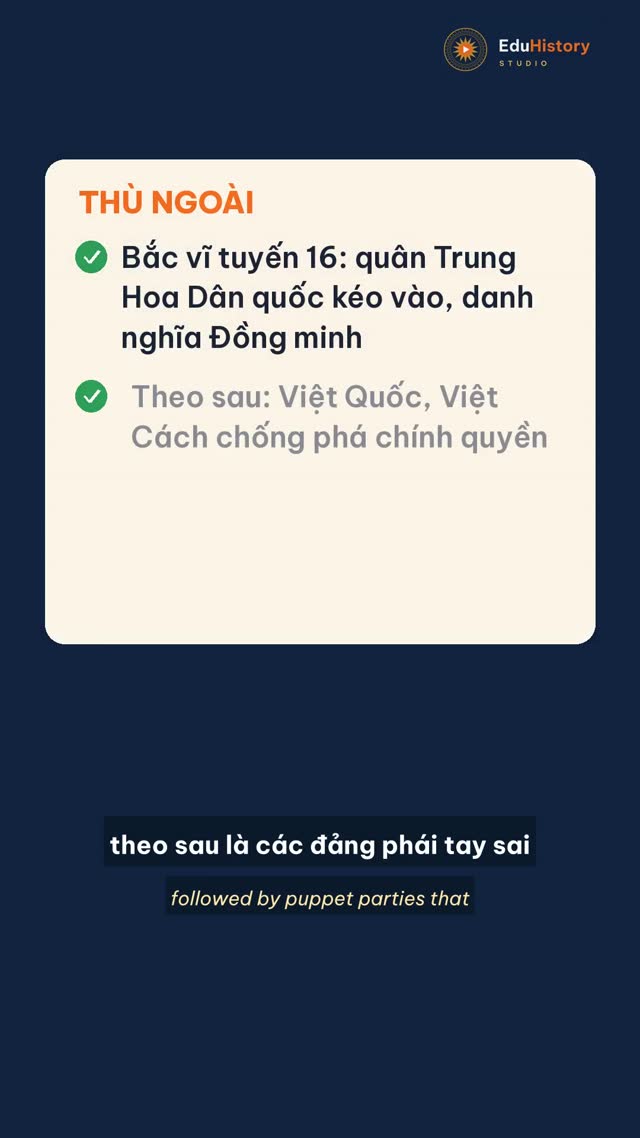 EduHistory
STUDIO
THÙ NGOÀI
Bắc vĩ tuyến 16: quân Trung
Hoa Dân quốc kéo vào, danh
nghĩa Đồng minh
Theo sau: Việt Quốc, Việt
Cách chống phá chính quyền
theo sau là các đảng phái tay sai
followed by puppet parties that